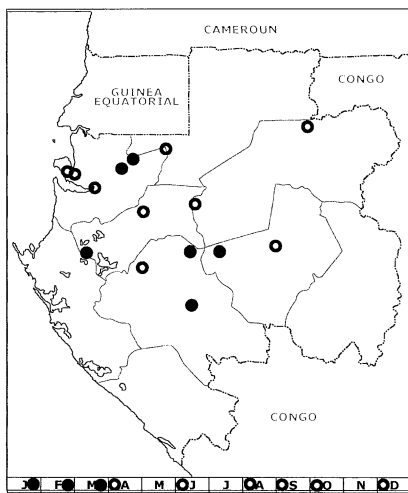 CAMEROUN
CONGO
GUINEA
EQUATORIAL
CONGO
J F M A M J J A S O N D